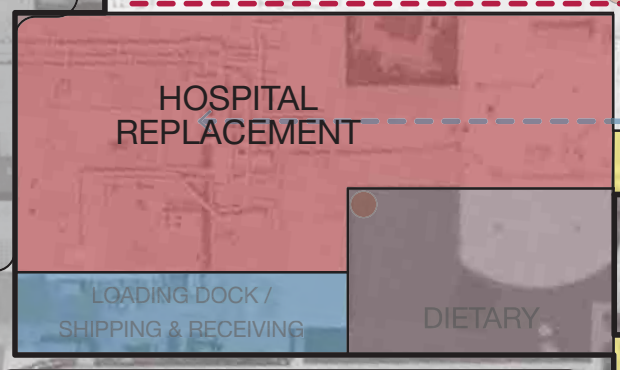 HOSPITAL
REPLACEMENT
LOADING DOCK /
SHIPPING & RECEIVING
DIETARY